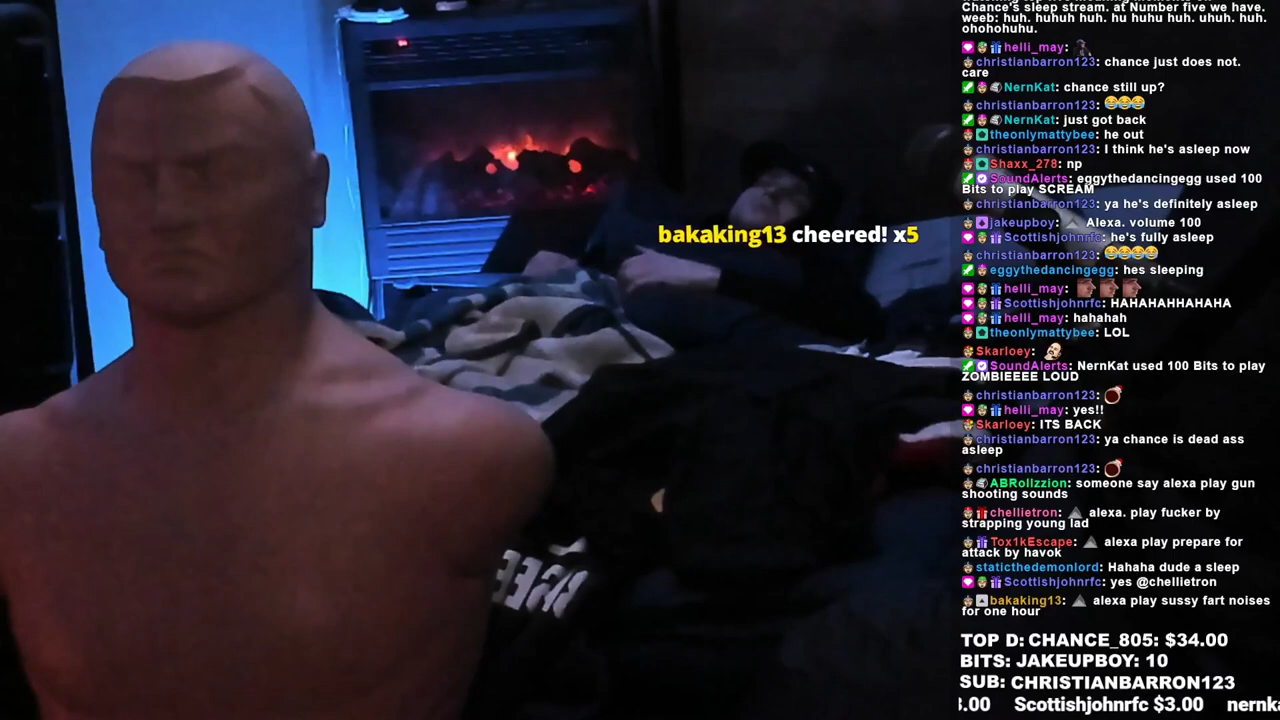 Chance's sleep stream. at Number five we have.
weeb: huh. huhuh huh. hu huhu huh. uhuh. huh.
ohohohuhu.
helli_may:
christianbarron123: chance just does not.
care
NernKat: chance still up?
christianbarron123: 😂😂😂
NernKat: just got back
theonlymattybee: he out
christianbarron123: I think he's asleep now
Shaxx_278: np
SoundAlerts: eggythedancingegg used 100
Bits to play SCREAM
christianbarron123: ya he's definitely asleep
jakeupboy: Alexa. volume 100
Scottishjohnrfc: he's fully asleep
christianbarron123: 😂😂😂😂
eggythedancingegg: hes sleeping
helli_may:
Scottishjohnrfc: HAHAHAHHAHAHA
helli_may: hahahah
theonlymattybee: LOL
Skarloey:
SoundAlerts: NernKat used 100 Bits to play
ZOMBIEEEE LOUD
christianbarron123:
helli_may: yes!!
Skarloey: ITS BACK
christianbarron123: ya chance is dead ass
asleep
christianbarron123:
ABRollzzion: someone say alexa play gun
shooting sounds
chellietron: alexa. play fucker by
strapping young lad
Tox1kEscape: alexa play prepare for
attack by havok
staticthedemonlord: Hahaha dude a sleep
Scottishjohnrfc: yes @chellietron
bakaking13: alexa play sussy fart noises
for one hour
bakaking13 cheered! x5
TOP D: CHANCE_805: $34.00
BITS: JAKEUPBOY: 10
SUB: CHRISTIANBARRON123
3.00 Scottishjohnrfc $3.00 nernk